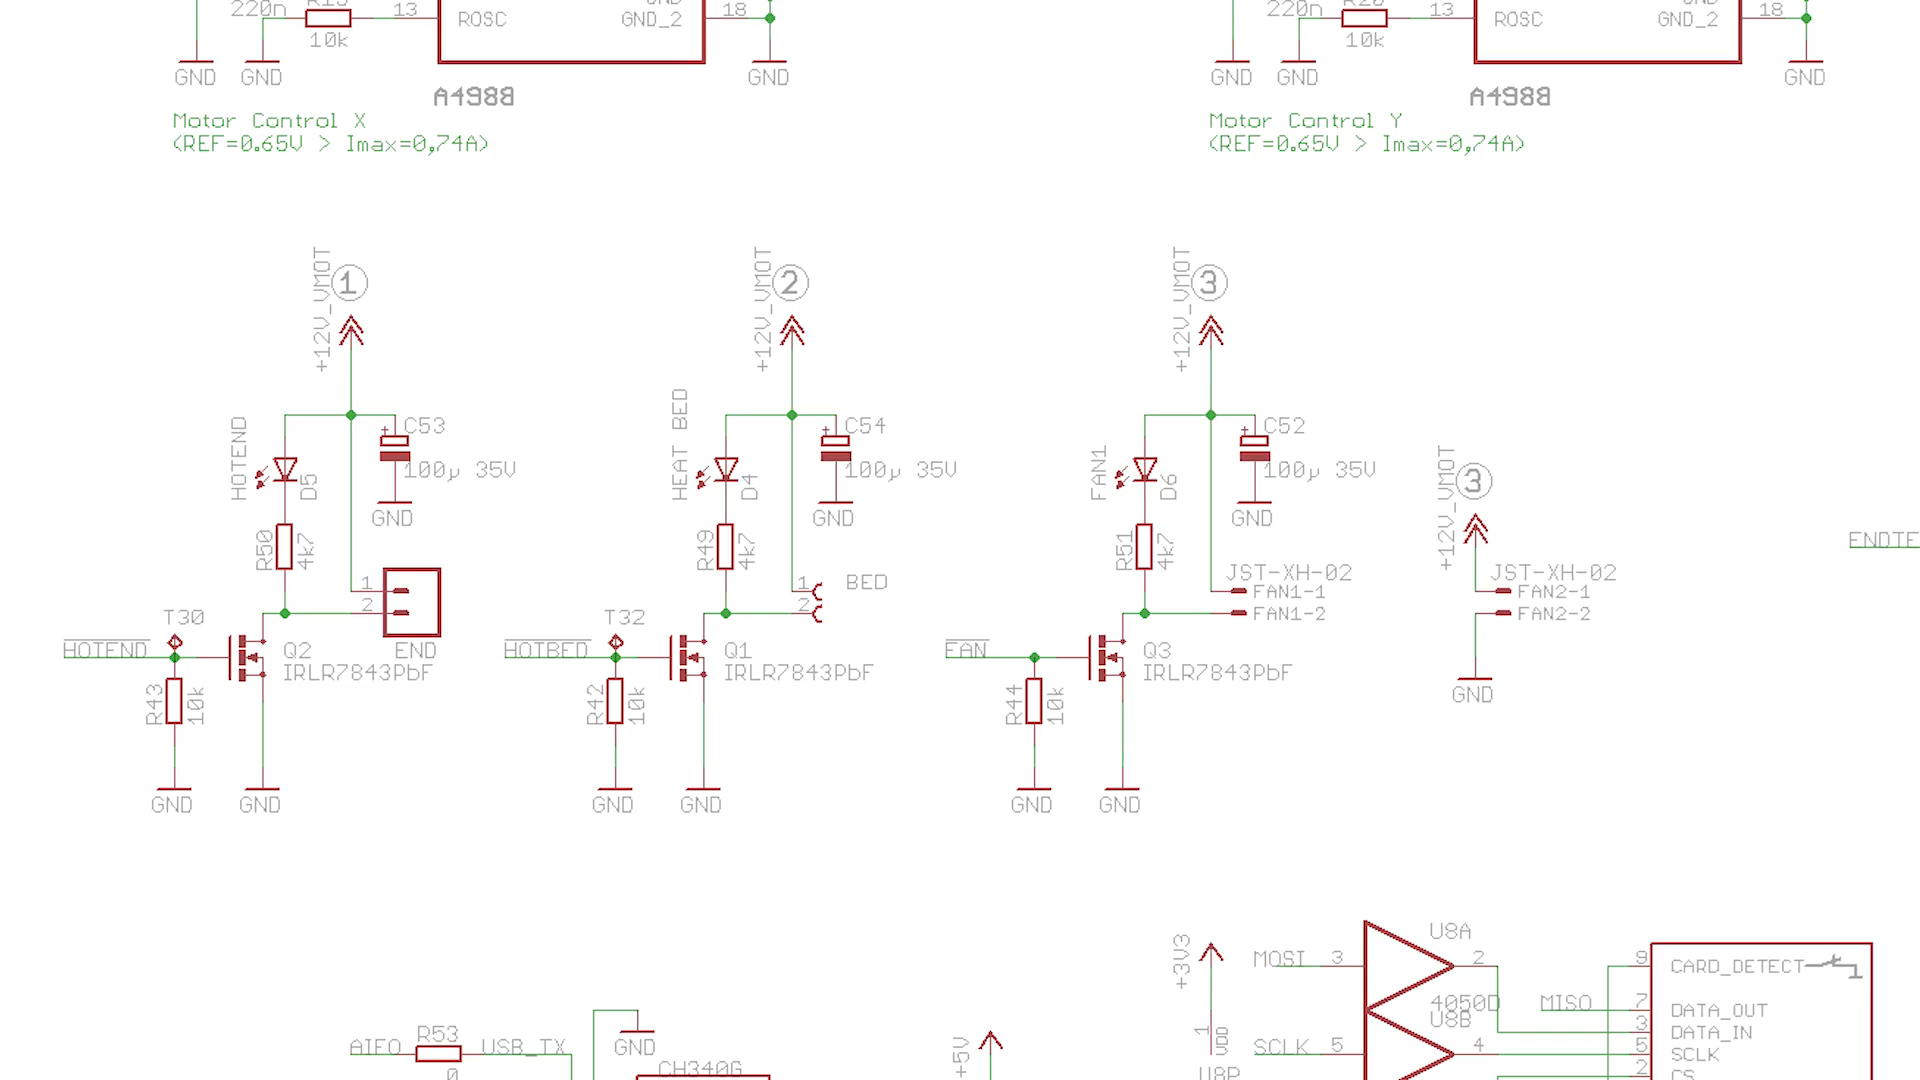 220n
13
ROSC
GND_2
18
10k
GND
GND
GND
A4988
Motor Control X
(REF=0.65V > Imax=0,74A)
220n
13
ROSC
GND_2
18
10k
GND
GND
GND
A4988
Motor Control Y
(REF=0.65V > Imax=0,74A)
+12V_VMOT
1
HOTEND
D5
C53
100µ 35V
GND
R50
4k7
1
2
END
T30
HOTEND
Q2
IRLR7843PbF
R43
10k
GND
GND
+12V_VMOT
2
HEAT BED
D4
C54
100µ 35V
GND
R49
4k7
1
2
BED
T32
HOTBED
Q1
IRLR7843PbF
R42
10k
GND
GND
+12V_VMOT
3
FAN1
D6
C52
100µ 35V
GND
R51
4k7
JST-XH-02
FAN1-1
FAN1-2
FAN
Q3
IRLR7843PbF
R44
10k
GND
GND
+12V_VMOT
3
JST-XH-02
FAN2-1
FAN2-2
GND
ENDTE
AIFO
R53
0
USB_TX
GND
CH340G
+5V
+3V3
1
VDD
U8P
MOSI
3
U8A
2
4050D
U8B
SCLK
5
4
MISO
9
CARD_DETECT
7
DATA_OUT
3
DATA_IN
5
SCLK
2
CS